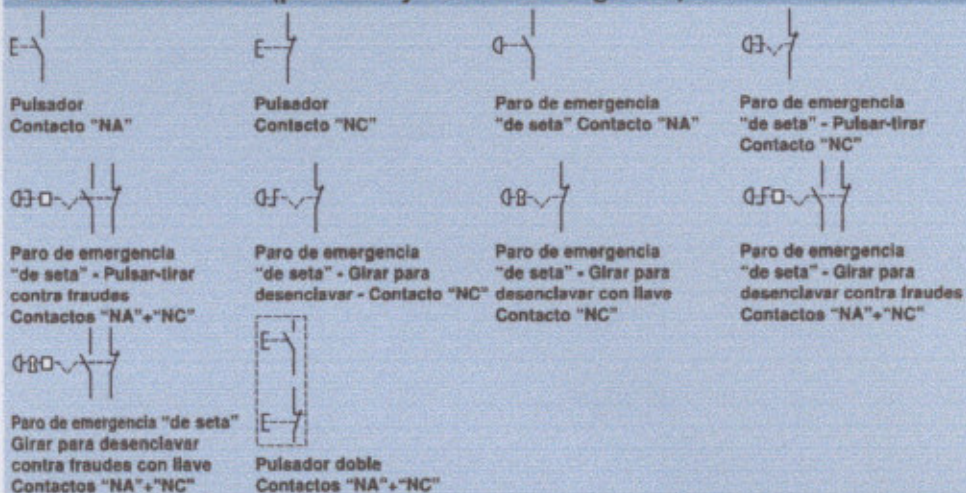 Pulsador
Contacto "NA"
Pulsador
Contacto "NC"
Paro de emergencia
"de seta" Contacto "NA"
Paro de emergencia
"de seta" - Pulsar-tirar
Contacto "NC"
Paro de emergencia
"de seta" - Pulsar-tirar
contra fraudes
Contactos "NA"+"NC"
Paro de emergencia
"de seta" - Girar para
desenclavar - Contacto "NC"
Paro de emergencia
"de seta" - Girar para
desenclavar con llave
Contacto "NC"
Paro de emergencia
"de seta" - Girar para
desenclavar contra fraudes
Contactos "NA"+"NC"
Paro de emergencia "de seta"
Girar para desenclavar
contra fraudes con llave
Contactos "NA"+"NC"
Pulsador doble
Contactos "NA"+"NC"